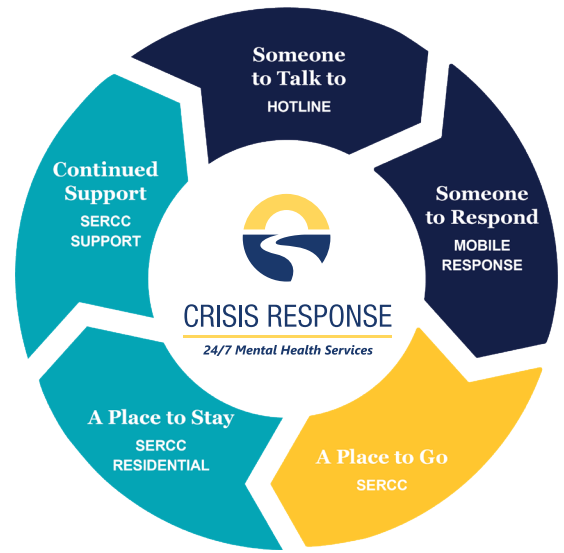 Someone
to Talk to
HOTLINE
Someone
to Respond
MOBILE
RESPONSE
A Place to Go
SERCC
A Place to Stay
SERCC
RESIDENTIAL
Continued
Support
SERCC
SUPPORT
CRISIS RESPONSE
24/7 Mental Health Services